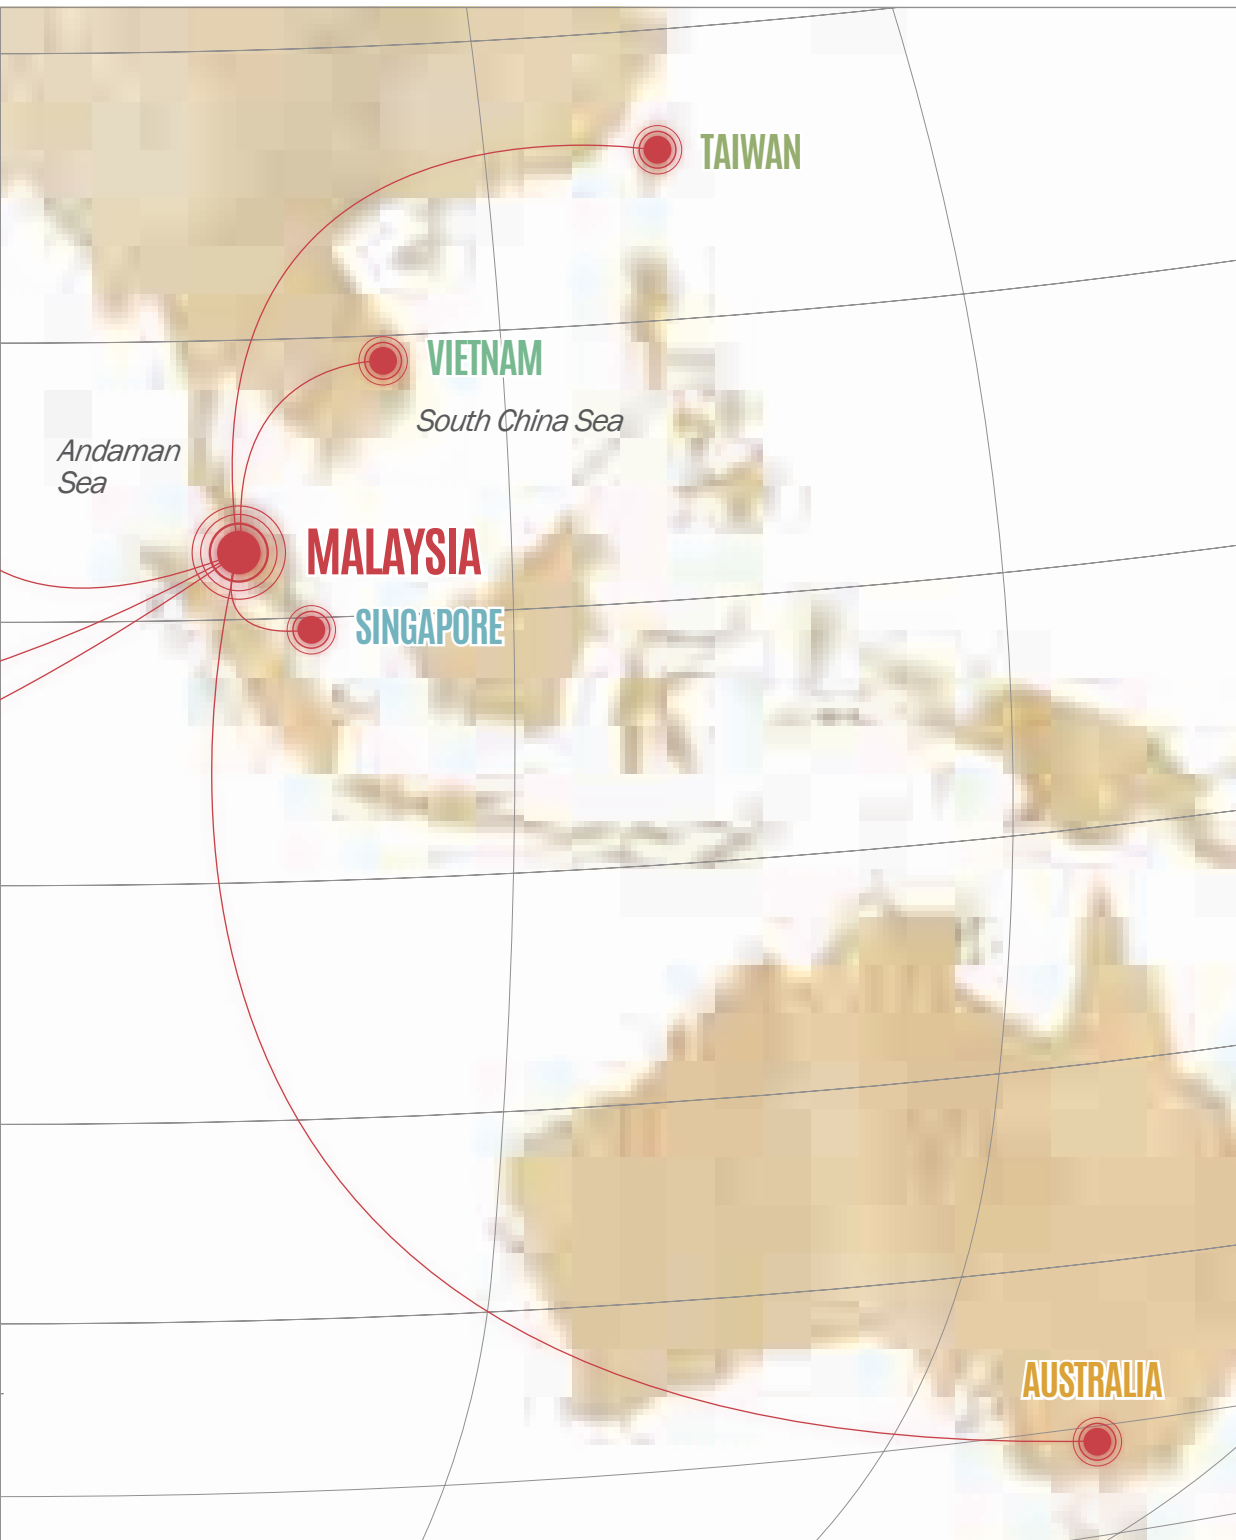 TAIWAN
VIETNAM
South China Sea
Andaman
Sea
MALAYSIA
SINGAPORE
AUSTRALIA